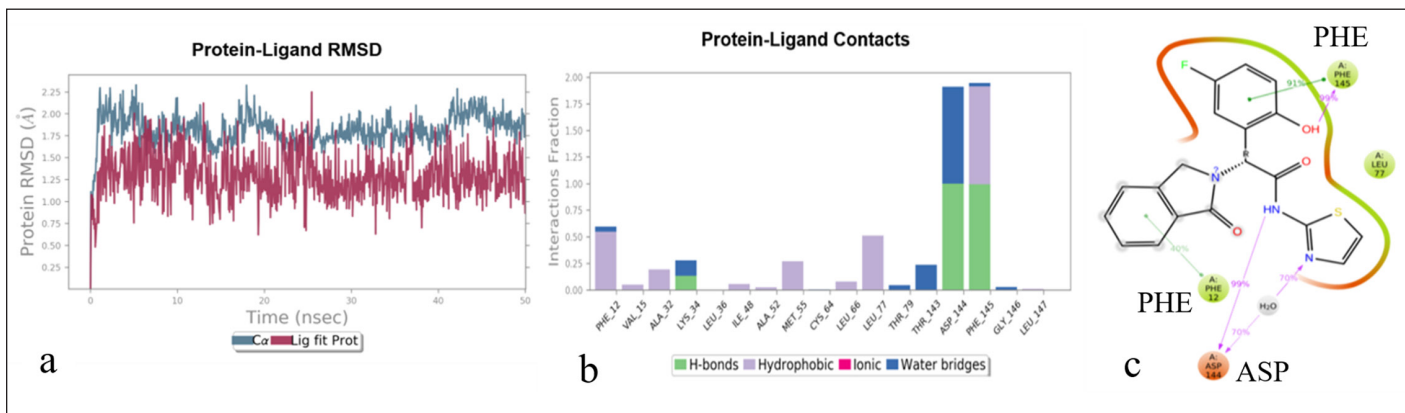 Protein-Ligand RMSD
Protein RMSD (Å)
2.25
2.00
1.75
1.50
1.25
1.00
0.75
0.50
0.25
0
10
20
30
40
50
Time (nsec)
Cα
Lig fit Prot
a
Protein-Ligand Contacts
Interactions Fraction
2.00
1.75
1.50
1.25
1.00
0.75
0.50
0.25
0.00
PHE_12
VAL_15
ALA_32
LYS_34
LEU_36
ILE_48
ALA_52
MET_55
CYS_64
LEU_66
LEU_77
THR_79
THR_143
ASP_144
PHE_145
GLY_146
LEU_147
H-bonds
Hydrophobic
Ionic
Water bridges
b
PHE
A:
PHE
145
91%
99%
F
OH
R
N
O
O
HN
S
N
A:
LEU
77
40%
A:
PHE
12
PHE
99%
70%
H₂O
70%
A:
ASP
144
ASP
c